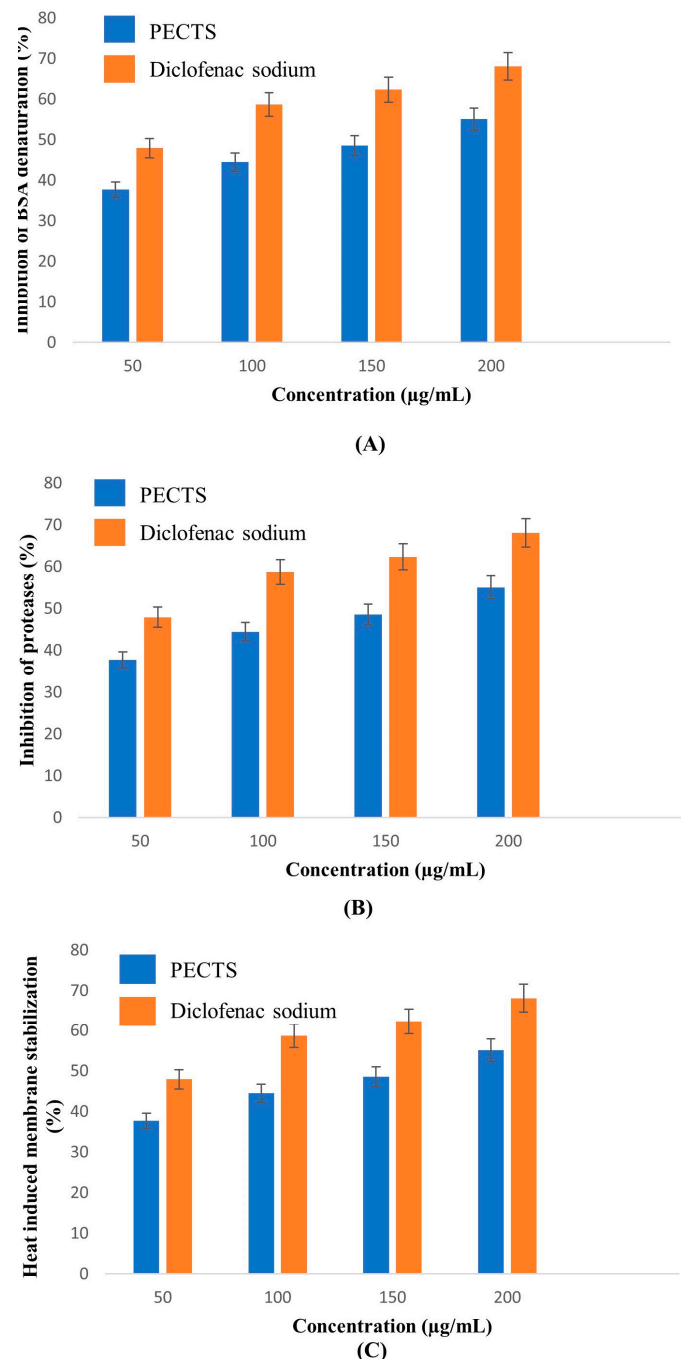 80
70
60
50
40
30
20
10
0
Inhibition of BSA denaturation (%)
PECTS
Diclofenac sodium
50 100 150 200
Concentration (µg/mL)
(A)
80
70
60
50
40
30
20
10
0
Inhibition of proteases (%)
PECTS
Diclofenac sodium
50 100 150 200
Concentration (µg/mL)
(B)
80
70
60
50
40
30
20
10
0
Heat induced membrane stabilization
(%)
PECTS
Diclofenac sodium
50 100 150 200
Concentration (µg/mL)
(C)